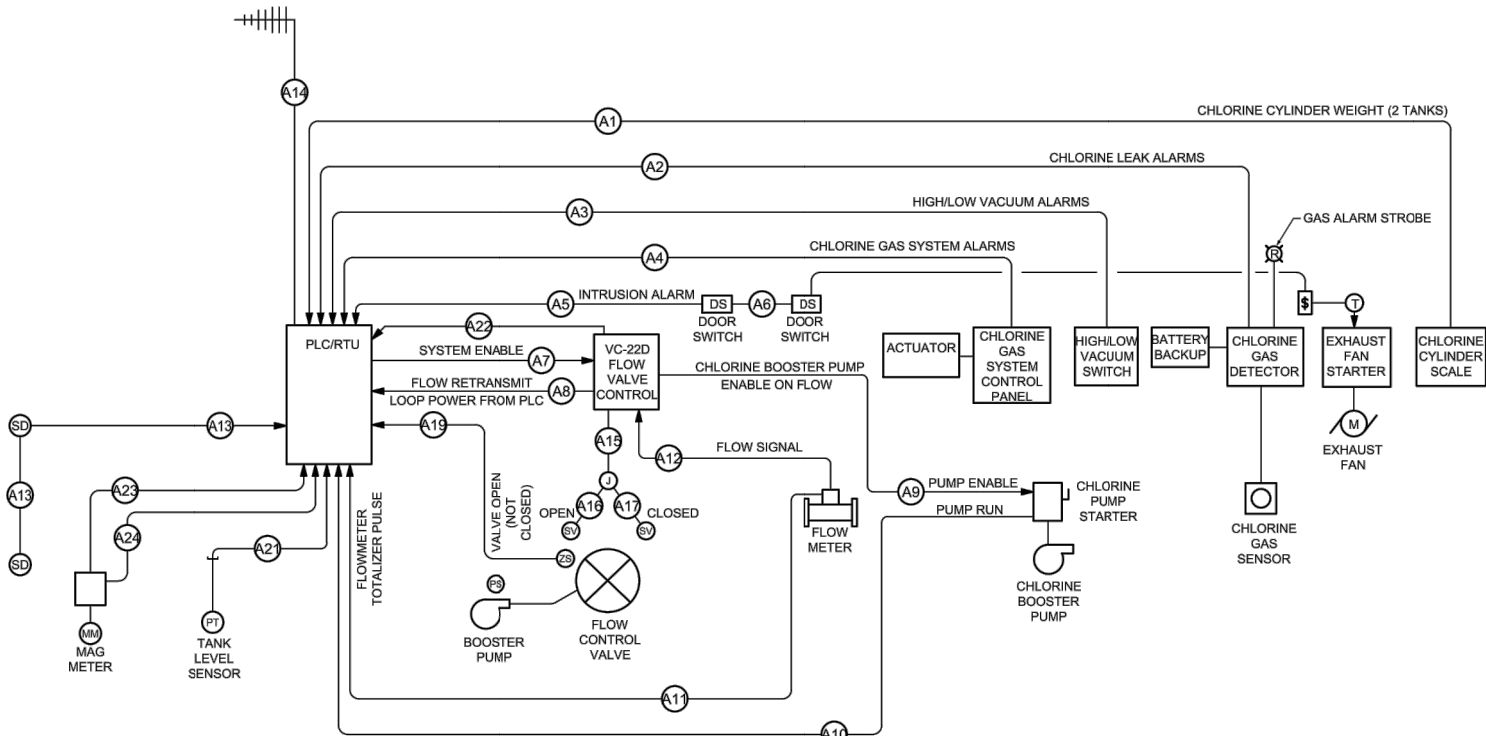 A14
A1
CHLORINE CYLINDER WEIGHT (2 TANKS)
A2
CHLORINE LEAK ALARMS
A3
HIGH/LOW VACUUM ALARMS
GAS ALARM STROBE
A4
CHLORINE GAS SYSTEM ALARMS
R
A5
INTRUSION ALARM
DS
A6
DS
DOOR
SWITCH
DOOR
SWITCH
$
T
PLC/RTU
A22
SYSTEM ENABLE
A7
VC-22D
FLOW
VALVE
CONTROL
FLOW RETRANSMIT
LOOP POWER FROM PLC
A8
CHLORINE BOOSTER PUMP
ENABLE ON FLOW
ACTUATOR
CHLORINE
GAS
SYSTEM
CONTROL
PANEL
HIGH/LOW
VACUUM
SWITCH
BATTERY
BACKUP
CHLORINE
GAS
DETECTOR
EXHAUST
FAN
STARTER
CHLORINE
CYLINDER
SCALE
SD
A13
A19
A15
A12
FLOW SIGNAL
M
EXHAUST
FAN
A13
SD
A23
A24
A21
FLOWMETER
TOTALIZER PULSE
VALVE OPEN
(NOT
CLOSED)
J
A16
A17
OPEN
CLOSED
SV
SV
FLOW
METER
A9
PUMP ENABLE
PUMP RUN
CHLORINE
PUMP
STARTER
CHLORINE
GAS
SENSOR
ZS
PS
MM
MAG
METER
PT
TANK
LEVEL
SENSOR
BOOSTER
PUMP
FLOW
CONTROL
VALVE
CHLORINE
BOOSTER
PUMP
A11
A10